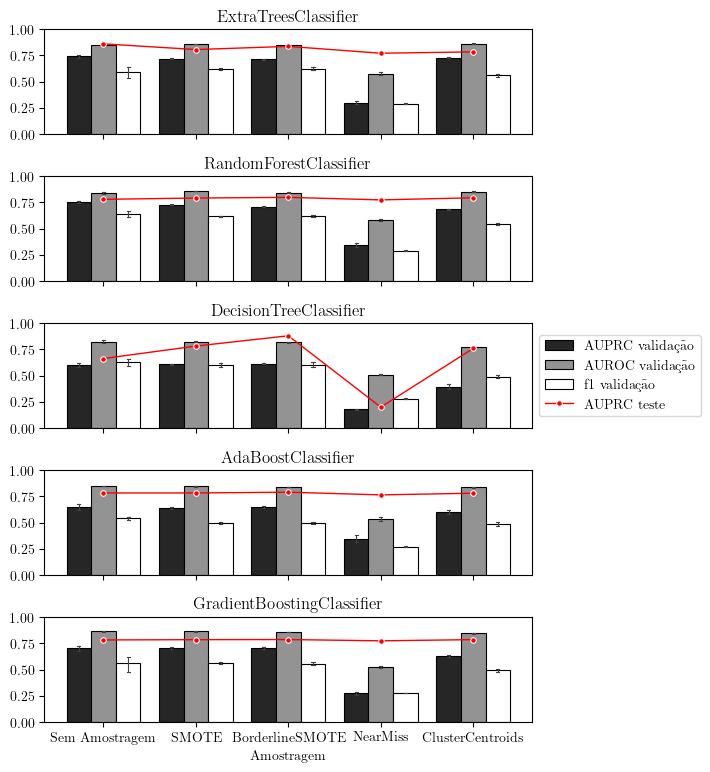 ExtraTreesClassifier
1.00
0.75
0.50
0.25
0.00
RandomForestClassifier
1.00
0.75
0.50
0.25
0.00
DecisionTreeClassifier
1.00
0.75
0.50
0.25
0.00
AUPRC validação
AUROC validação
f1 validação
AUPRC teste
AdaBoostClassifier
1.00
0.75
0.50
0.25
0.00
GradientBoostingClassifier
1.00
0.75
0.50
0.25
0.00
Sem Amostragem SMOTE BorderlineSMOTE NearMiss ClusterCentroids
Amostragem